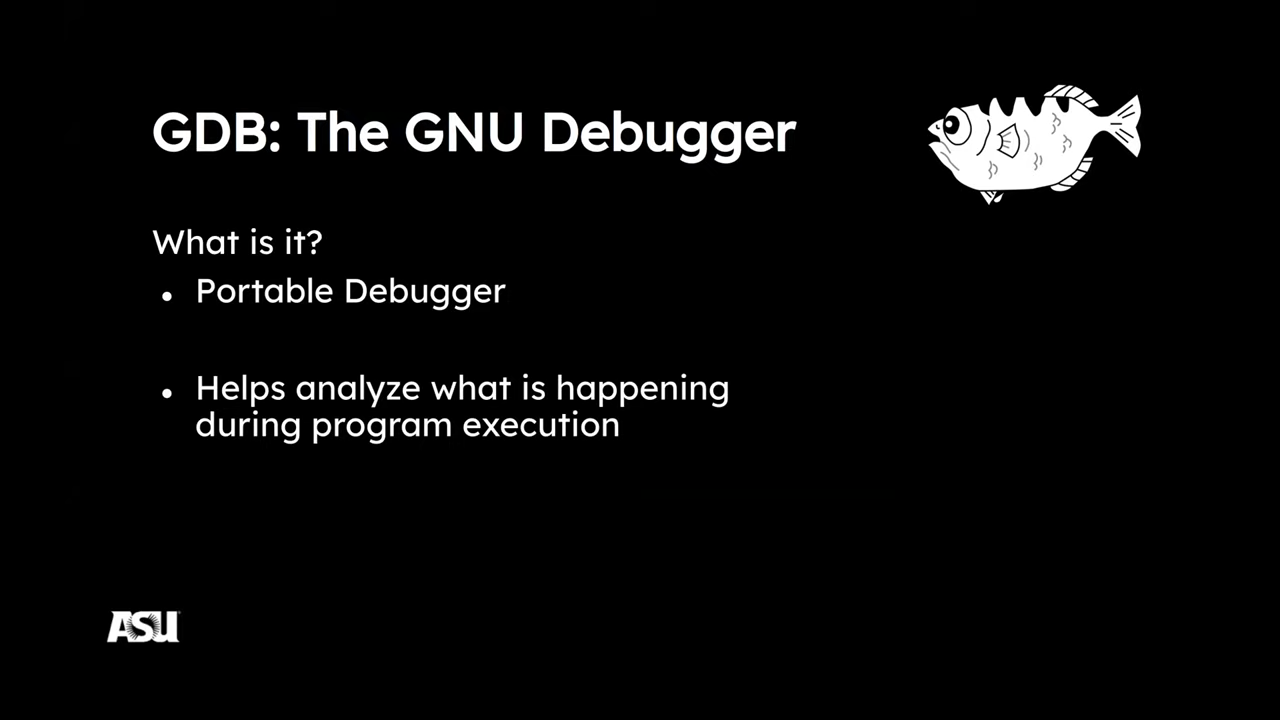 GDB: The GNU Debugger
What is it?
• Portable Debugger
• Helps analyze what is happening
during program execution
ASU